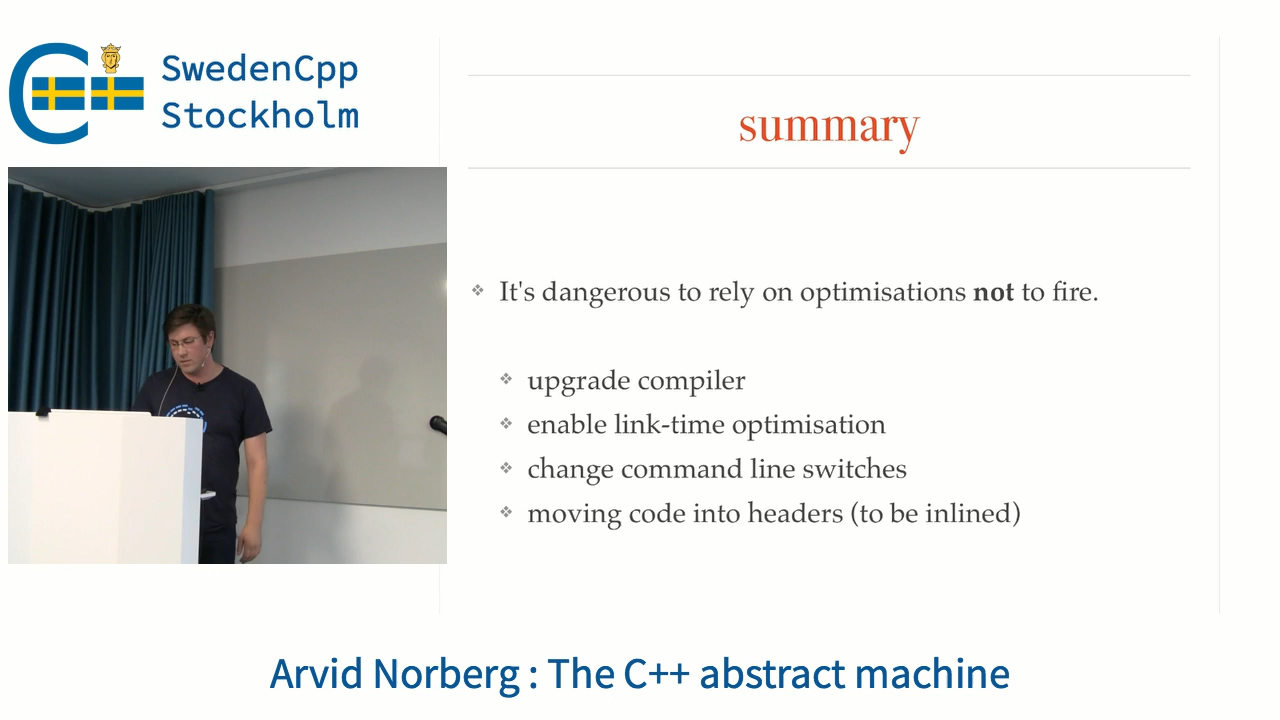 SwedenCpp
Stockholm
summary
It's dangerous to rely on optimisations not to fire.
upgrade compiler
enable link-time optimisation
change command line switches
moving code into headers (to be inlined)
Arvid Norberg : The C++ abstract machine